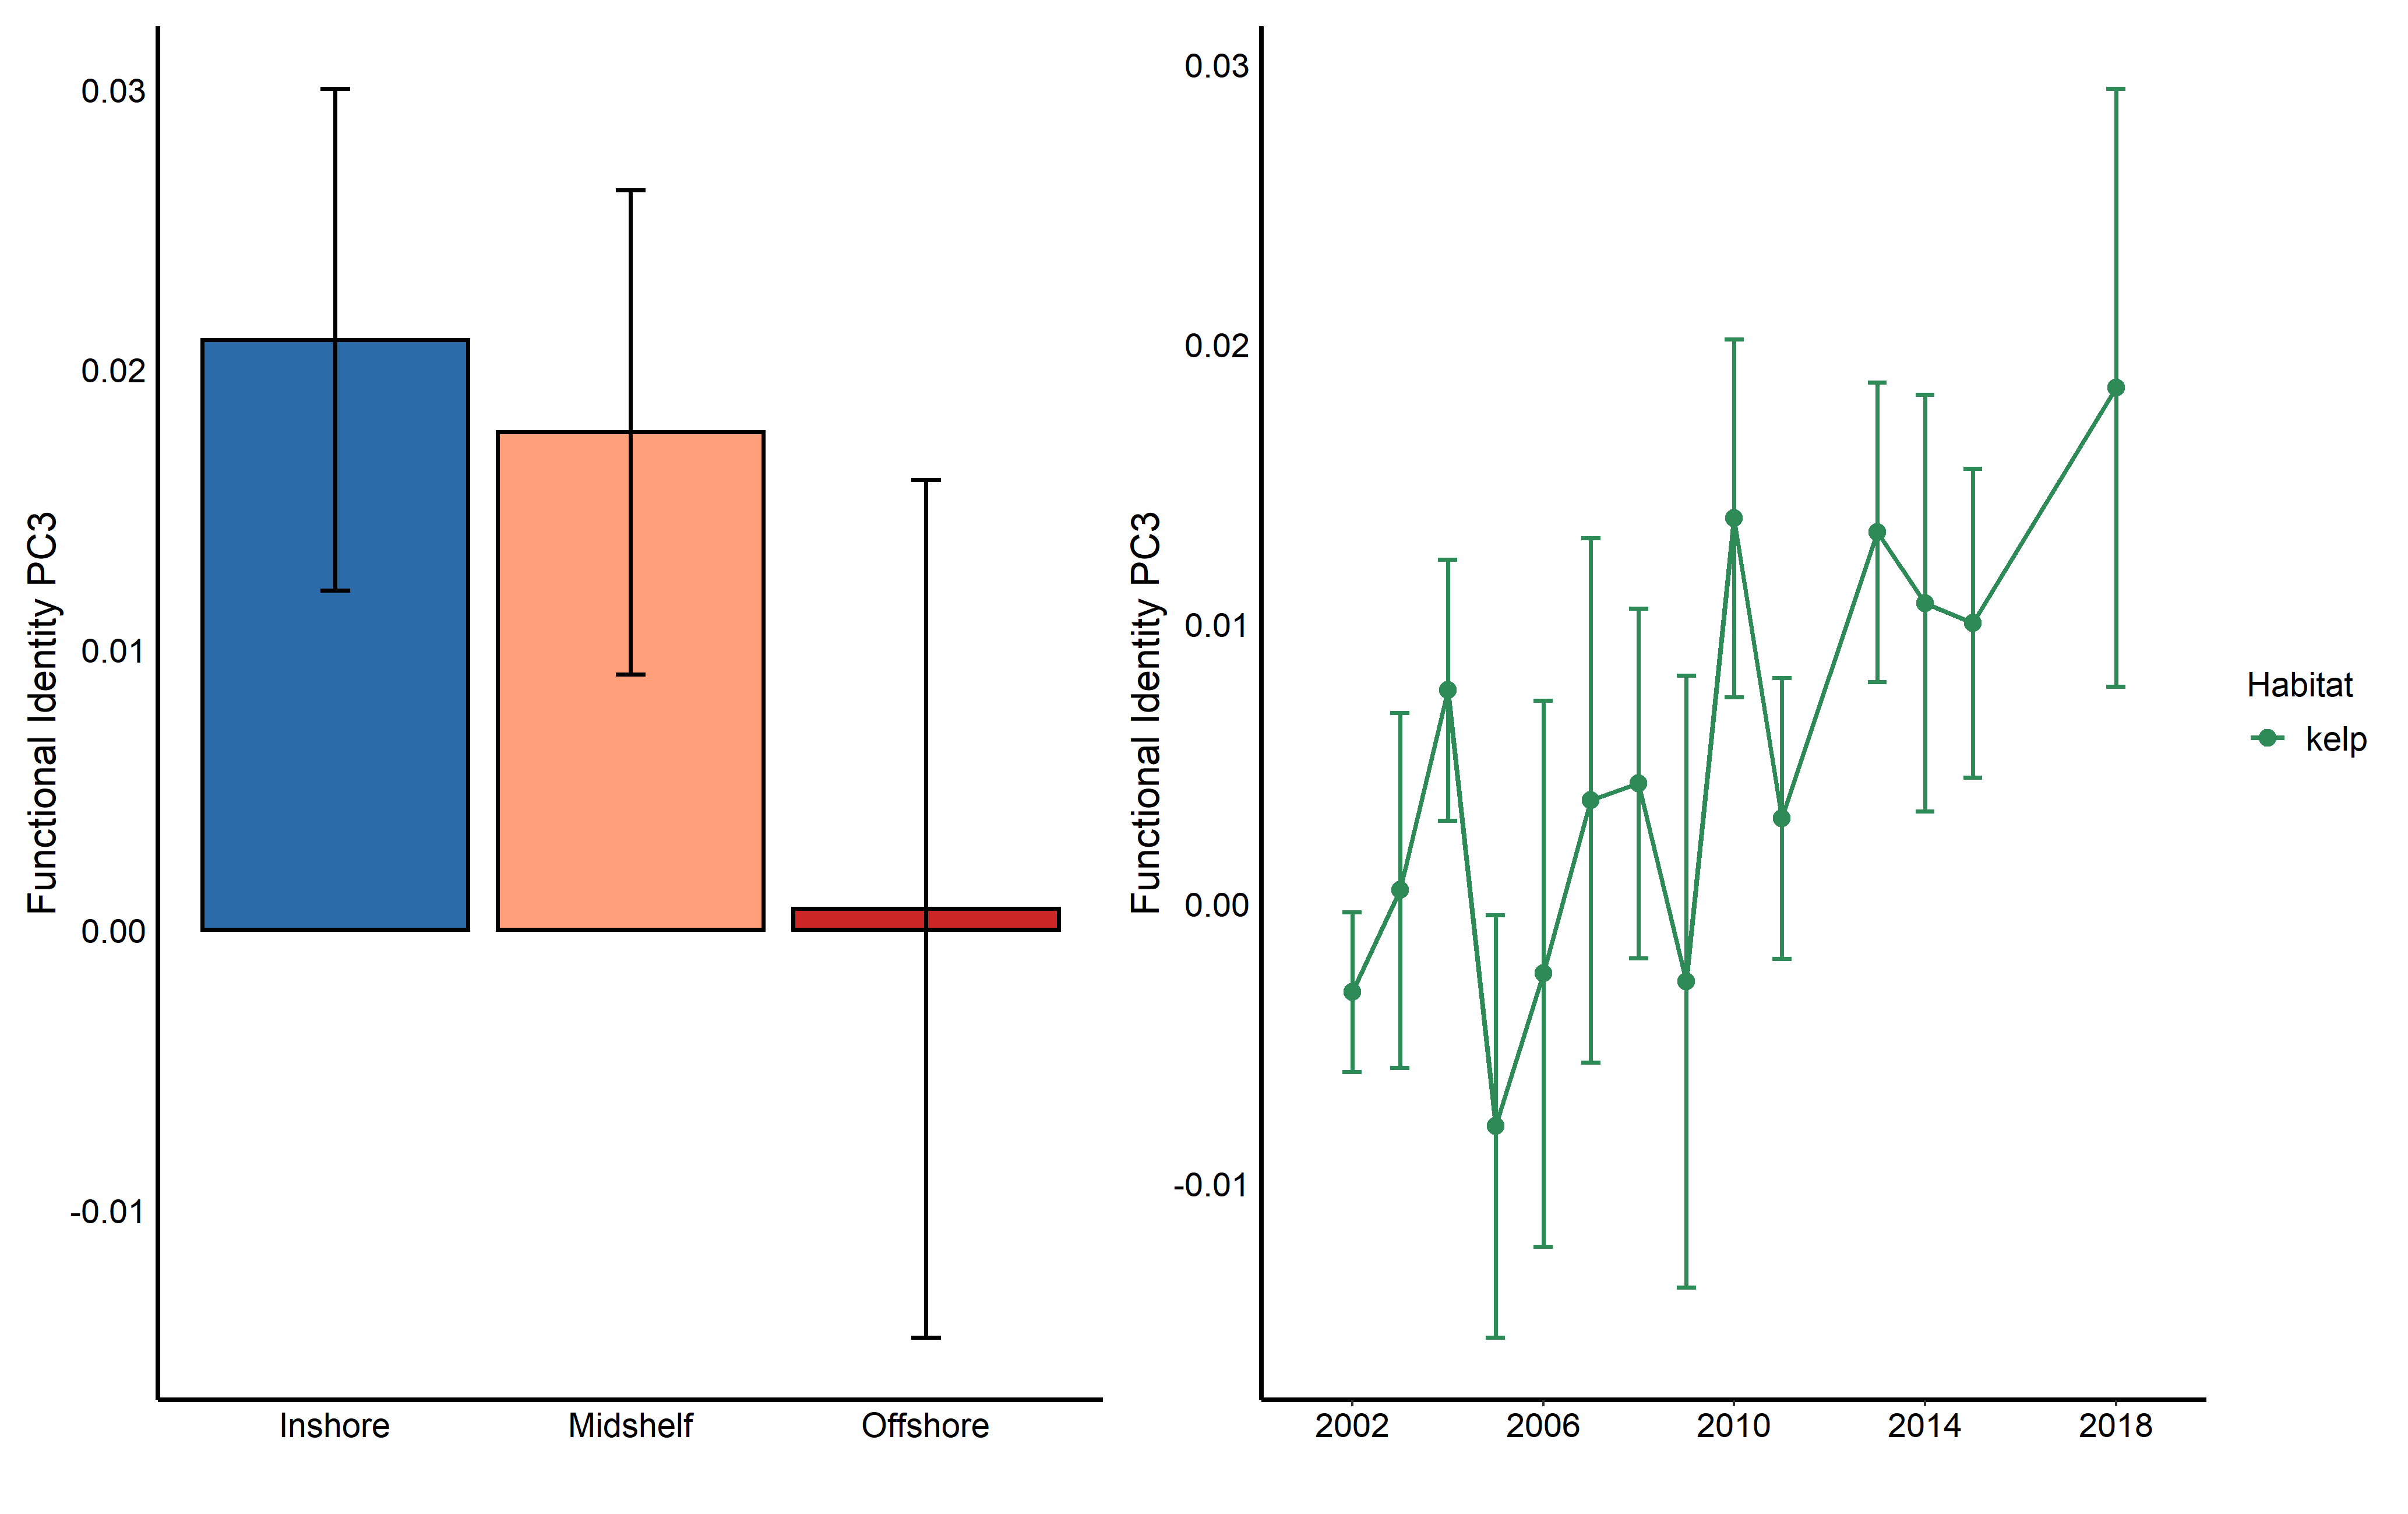 Functional Identity PC3
0.03
0.02
0.01
0.00
-0.01
Inshore Midshelf Offshore
Functional Identity PC3
0.03
0.02
0.01
0.00
-0.01
2002 2006 2010 2014 2018
Habitat
kelp